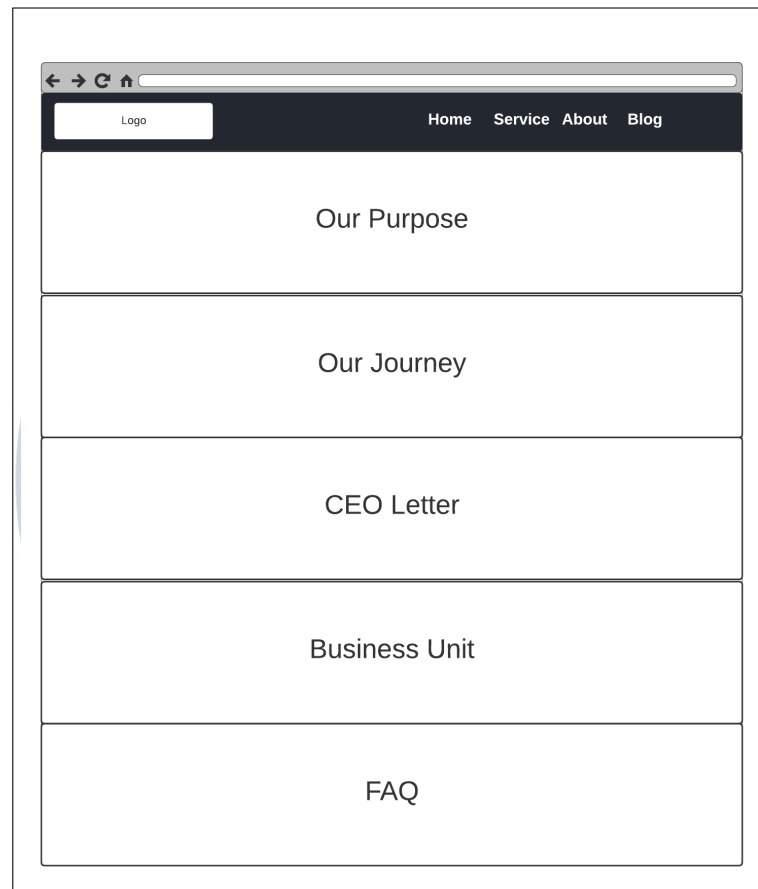 Logo Home Service About Blog
Our Purpose
Our Journey
CEO Letter
Business Unit
FAQ